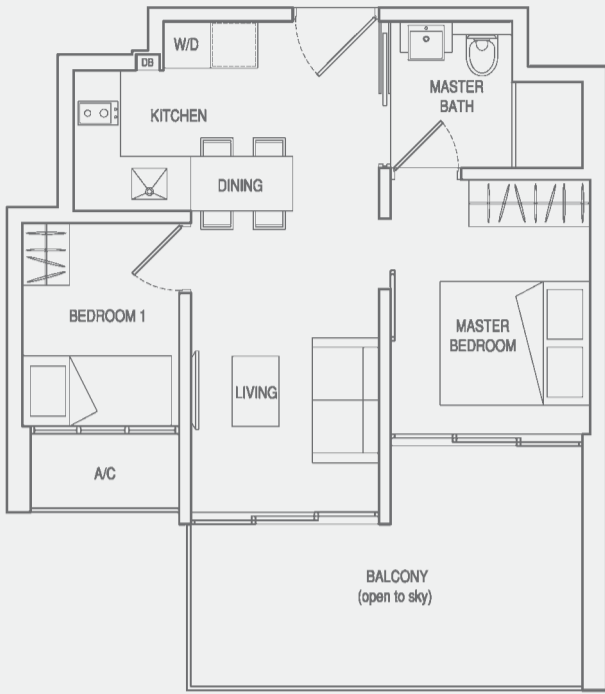 W/D
DB
KITCHEN
MASTER
BATH
DINING
BEDROOM 1
MASTER
BEDROOM
LIVING
A/C
BALCONY
(open to sky)